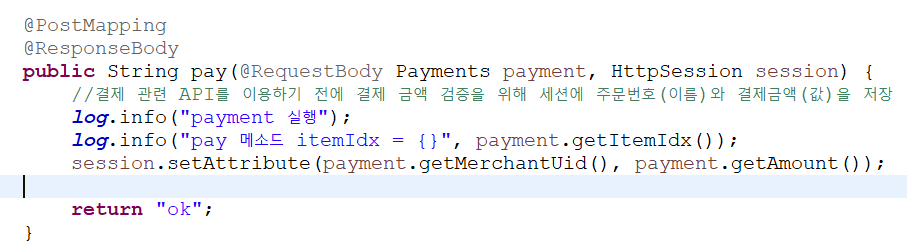 @PostMapping
@ResponseBody
public String pay(@RequestBody Payments payment, HttpSession session) {
//결제 관련 API를 이용하기 전에 결제 금액 검증을 위해 세션에 주문번호(이름)와 결제금액(값)을 저장
log.info("payment 실행");
log.info("pay 메소드 itemIdx = {}", payment.getItemIdx());
session.setAttribute(payment.getMerchantUid(), payment.getAmount());
return "ok";
}